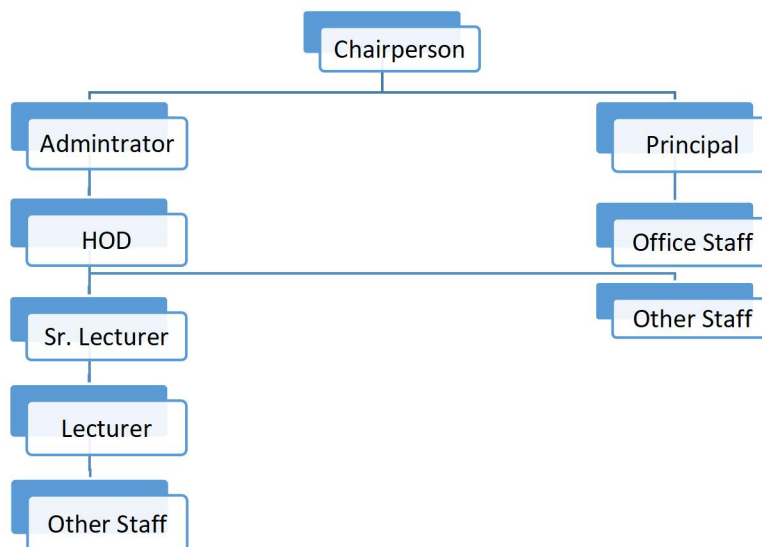 Chairperson
Admintrator
Principal
HOD
Office Staff
Sr. Lecturer
Other Staff
Lecturer
Other Staff